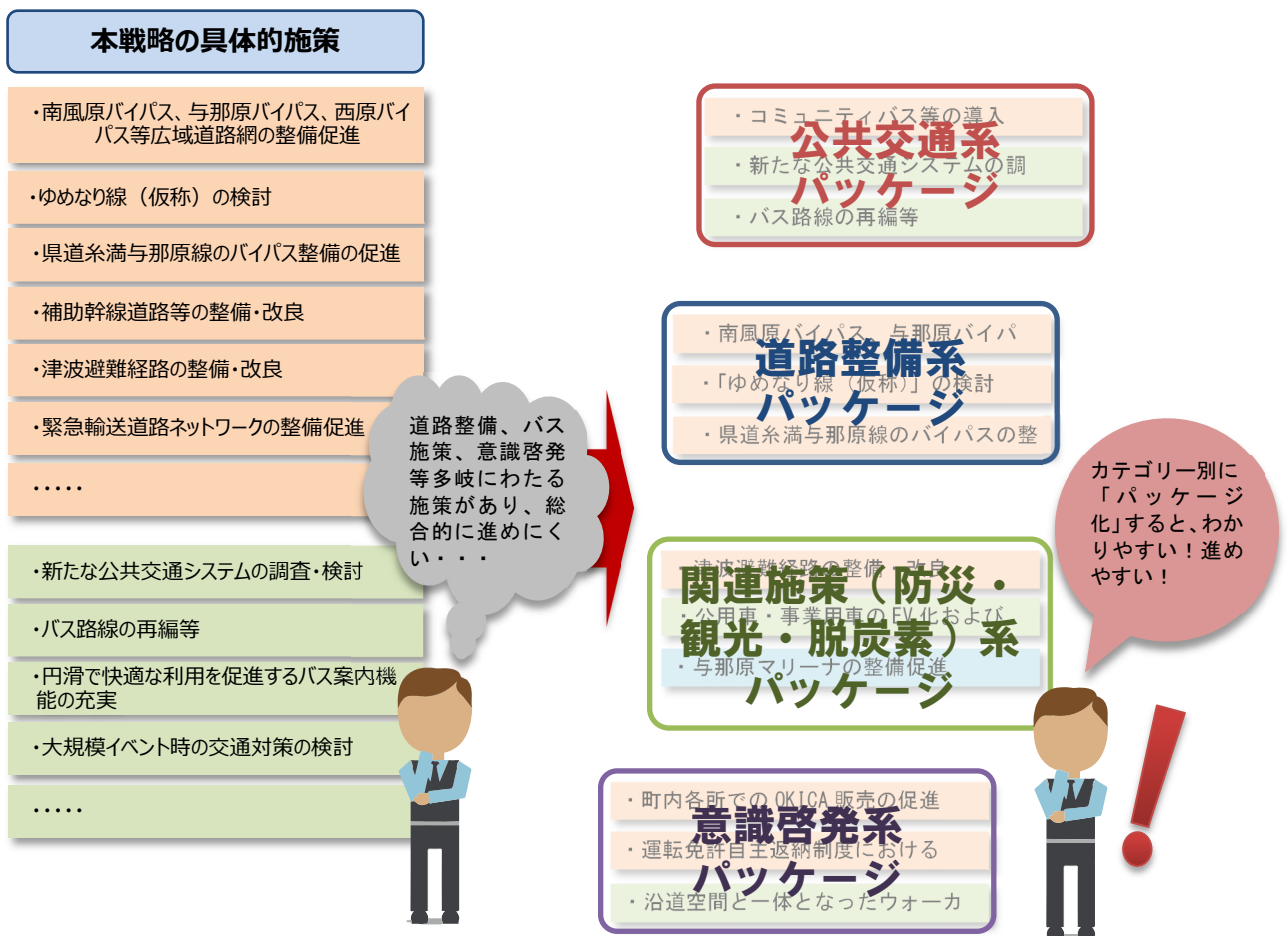 本戦略の具体的施策
・南風原バイパス、与那原バイパス、西原バイ
パス等広域道路網の整備促進
・ゆめなり線（仮称）の検討
・県道糸満与那原線のバイパス整備の促進
・補助幹線道路等の整備・改良
・津波避難経路の整備・改良
・緊急輸送道路ネットワークの整備促進
・・・・・
・新たな公共交通システムの調査・検討
・バス路線の再編等
・円滑で快適な利用を促進するバス案内機
能の充実
・大規模イベント時の交通対策の検討
・・・・・
道路整備、バス
施策、意識啓発
等多岐にわたる
施策があり、総
合的に進めにく
い・・・
・コミュニティバス等の導入
公共交通系
・新たな公共交通システムの調
パッケージ
・バス路線の再編等
・南風原バイパス、与那原バイパ
道路整備系
・「ゆめなり線（仮称）」の検討
パッケージ
・県道糸満与那原線のバイパスの整
・津波避難経路の整備・改良
関連施策（防災・
・公用車・事業用車のEV化および
観光・脱炭素）系
・与那原マリーナの整備促進
パッケージ
・町内各所での OKICA 販売の促進
意識啓発系
・運転免許自主返納制度における
パッケージ
・沿道空間と一体となったウォーカ
カテゴリー別に
「パッケージ
化」すると、わか
りやすい！進め
やすい！